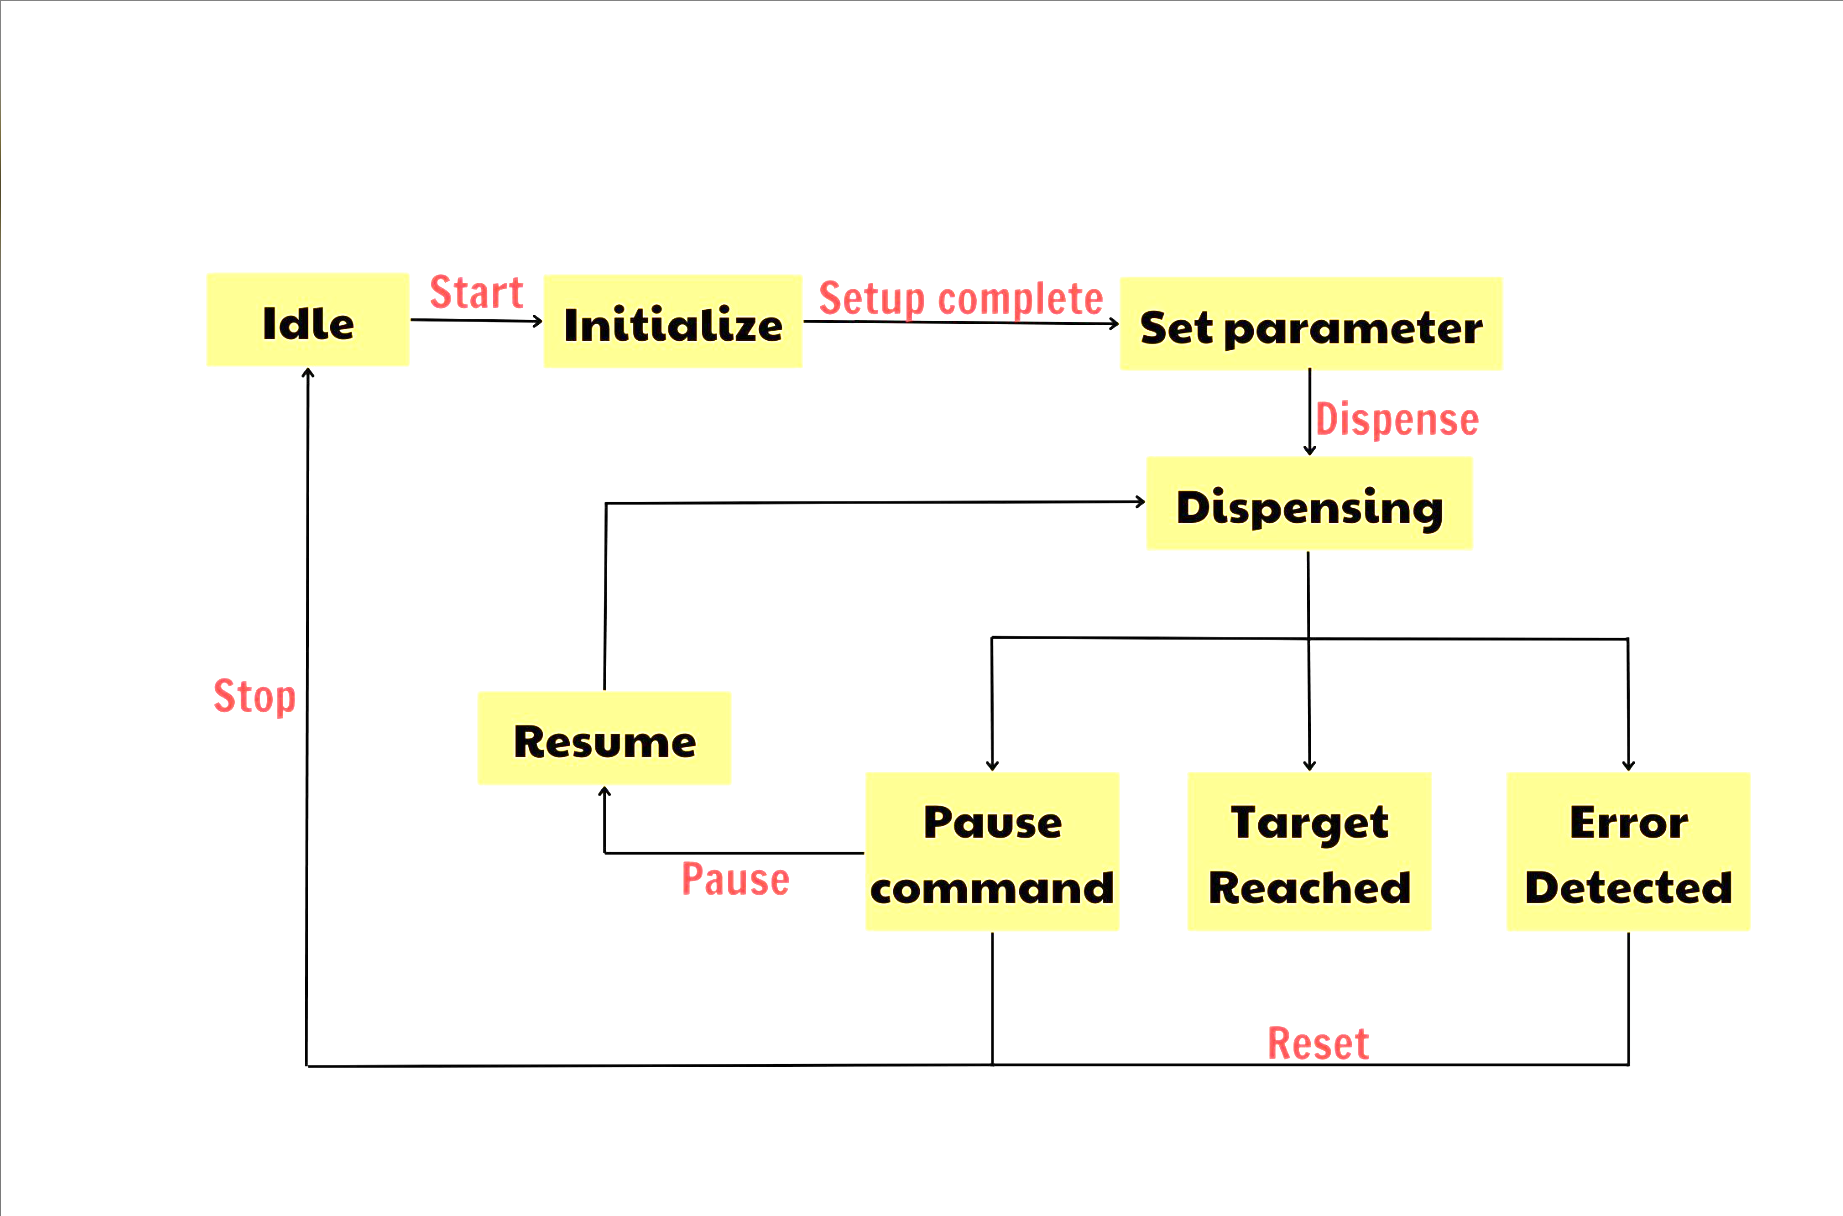 Idle
Start
Initialize
Setup complete
Set parameter
Dispense
Dispensing
Stop
Resume
Pause
Pause
command
Target
Reached
Error
Detected
Reset